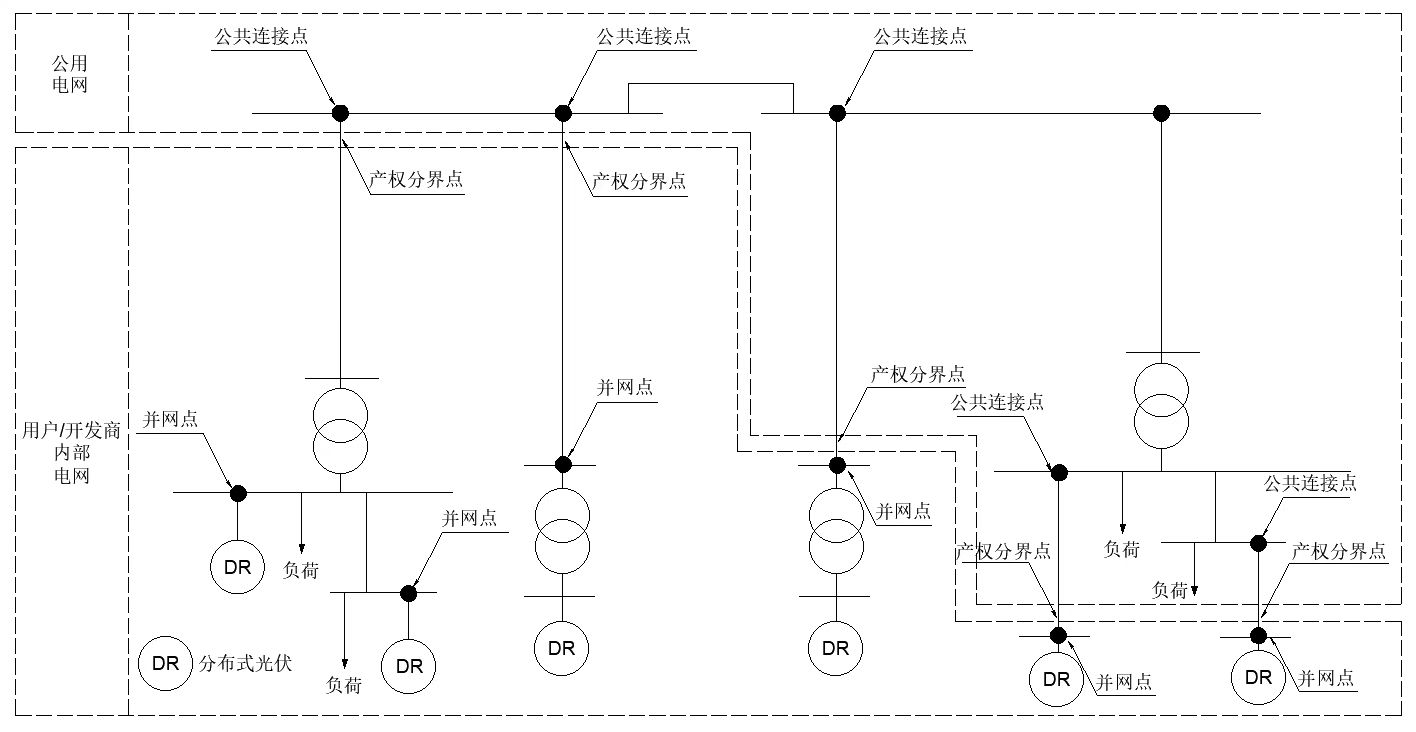 公共连接点
公共连接点
公共连接点
公用
电网
产权分界点
产权分界点
产权分界点
并网点
公共连接点
并网点
用户/开发商
内部
电网
公共连接点
并网点
并网点
产权分界点
负荷
产权分界点
DR
负荷
负荷
DR
分布式光伏
DR
负荷
DR
DR
DR
并网点
DR
并网点